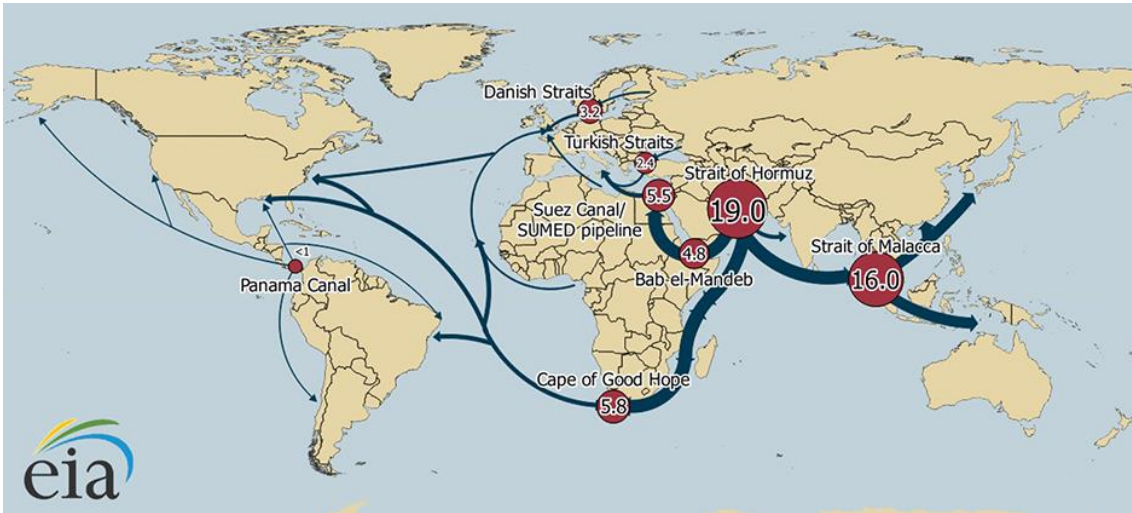 Danish Straits
3.2
Turkish Straits
2.4
Strait of Hormuz
5.5
19.0
Suez Canal/
SUMED pipeline
4.8
Bab el-Mandeb
Strait of Malacca
16.0
<1
Panama Canal
Cape of Good Hope
5.8
eia